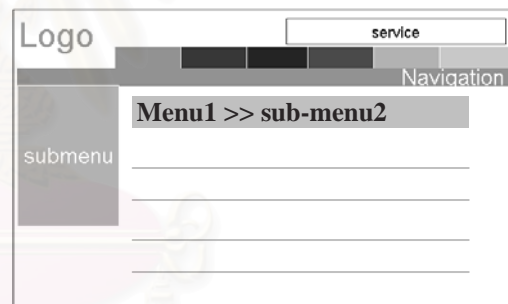 Logo
service
Navigation
Menu1 >> sub-menu2
submenu